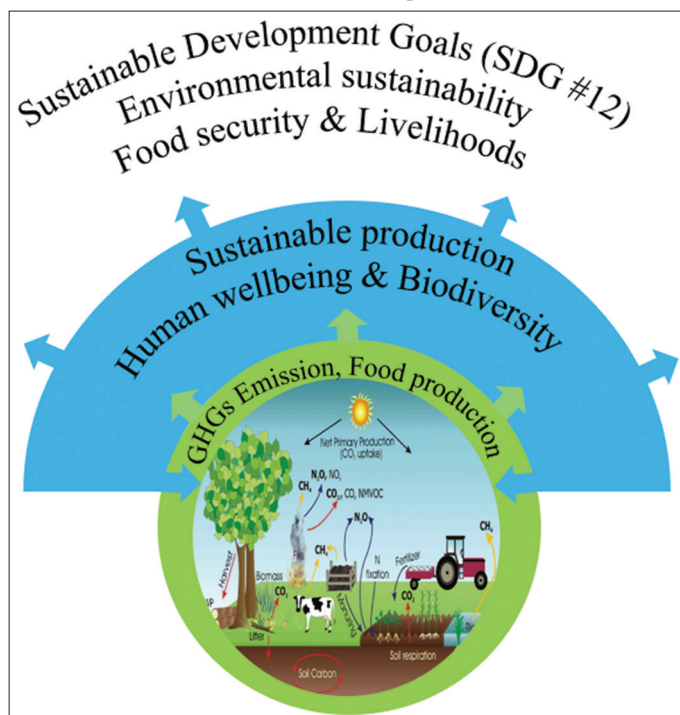 Sustainable Development Goals (SDG #12)
Environmental sustainability
Food security & Livelihoods
Sustainable production
Human wellbeing & Biodiversity
GHGs Emission, Food production
Net Primary Production
(CO₂ uptake)
N₂O, NOₓ
CH₄
CO₂, CO, NMVOC
N₂O
CH₄
Fire
CH₄
Fertilizer
N
fixation
Harvest
Biomass
CO₂
CO₂
Manuring
Litter
Soil respiration
Soil Carbon